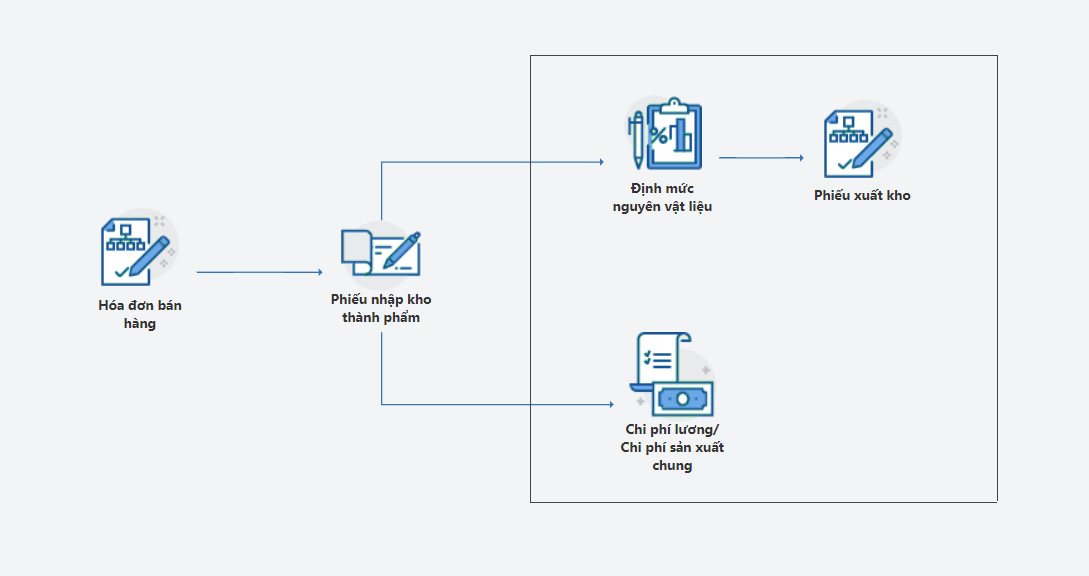 Hóa đơn bán
hàng
Phiếu nhập kho
thành phẩm
Định mức
nguyên vật liệu
Phiếu xuất kho
Chi phí lương/
Chi phí sản xuất
chung